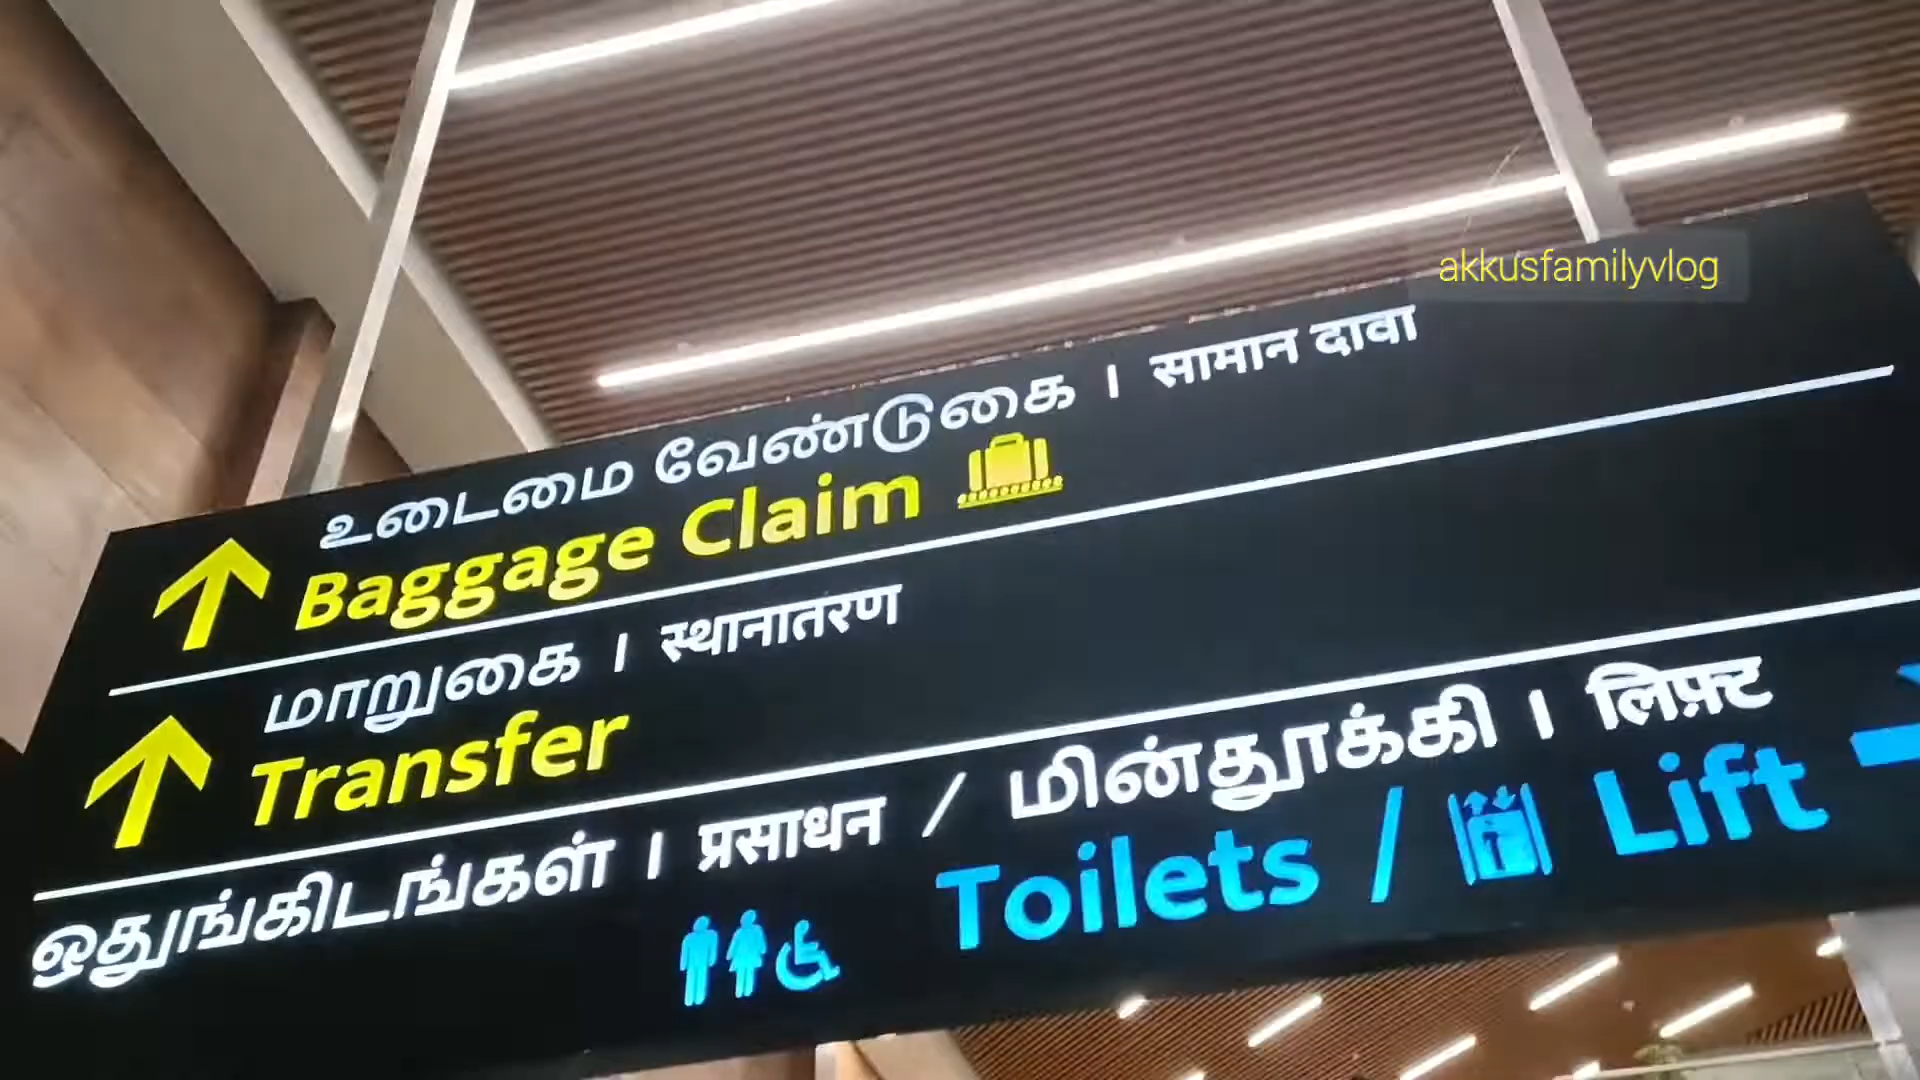 akkusfamilyvlog
உடைமை வேண்டுகை | सामान दावा
Baggage Claim
மாறுகை | स्थानातरण
Transfer
ஒதுங்கிடங்கள் | प्रसाधन / மின்தூக்கி | लिफ़्ट
Toilets / Lift